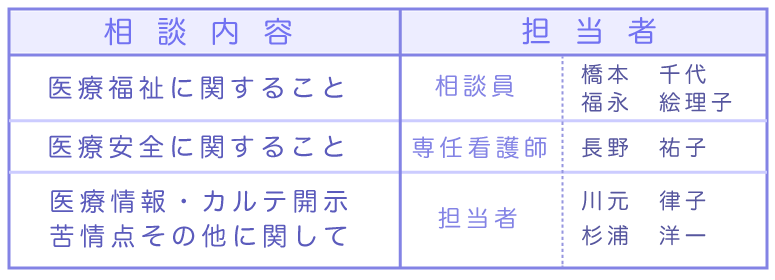 相談内容 担当者
医療福祉に関すること 相談員 橋本 千代
福永 絵理子
医療安全に関すること 専任看護師 長野 祐子
医療情報・カルテ開示 担当者 川元 律子
苦情点その他に関して 杉浦 洋一